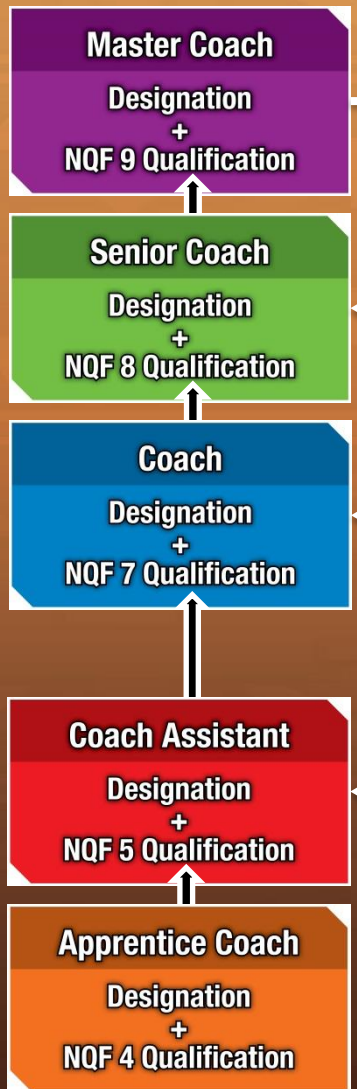 Master Coach
Designation
+
NQF 9 Qualification
Senior Coach
Designation
+
NQF 8 Qualification
Coach
Designation
+
NQF 7 Qualification
Coach Assistant
Designation
+
NQF 5 Qualification
Apprentice Coach
Designation
+
NQF 4 Qualification